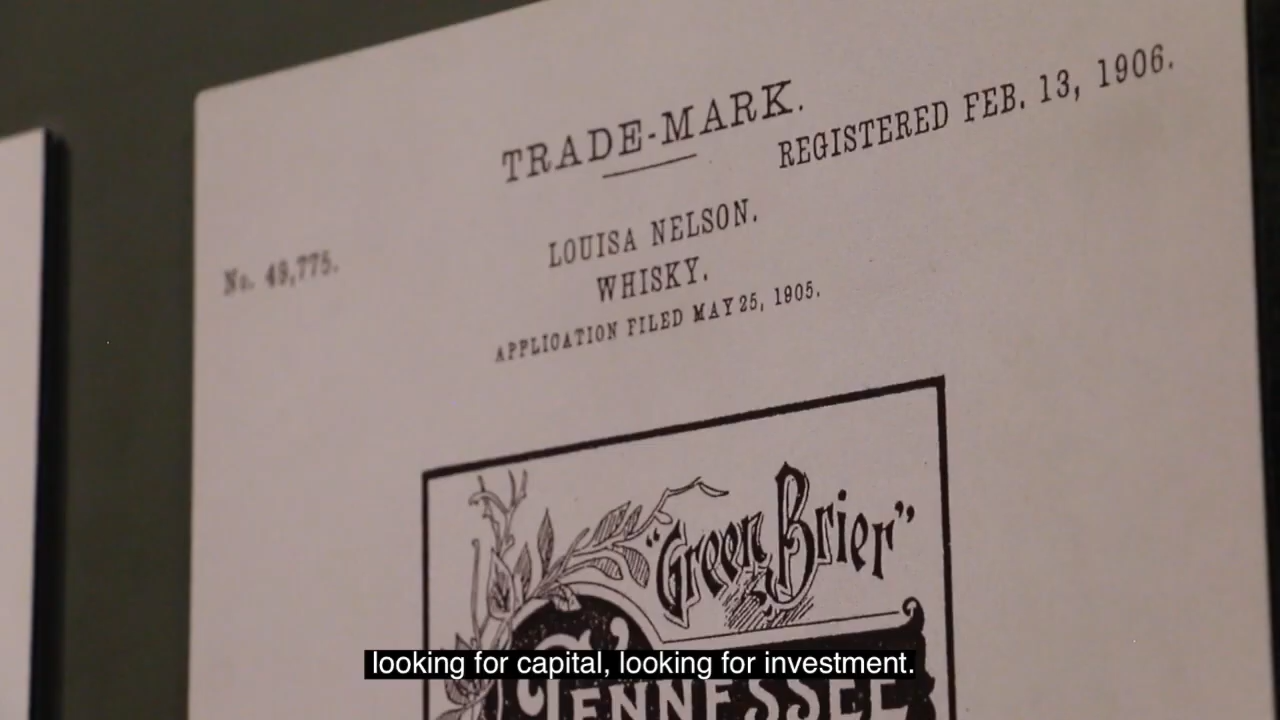 TRADE-MARK.
No. 49,775.
REGISTERED FEB. 13, 1906.
LOUISA NELSON.
WHISKY.
APPLICATION FILED MAY 25, 1905.
"Green Brier"
TENNESSEE
looking for capital, looking for investment.